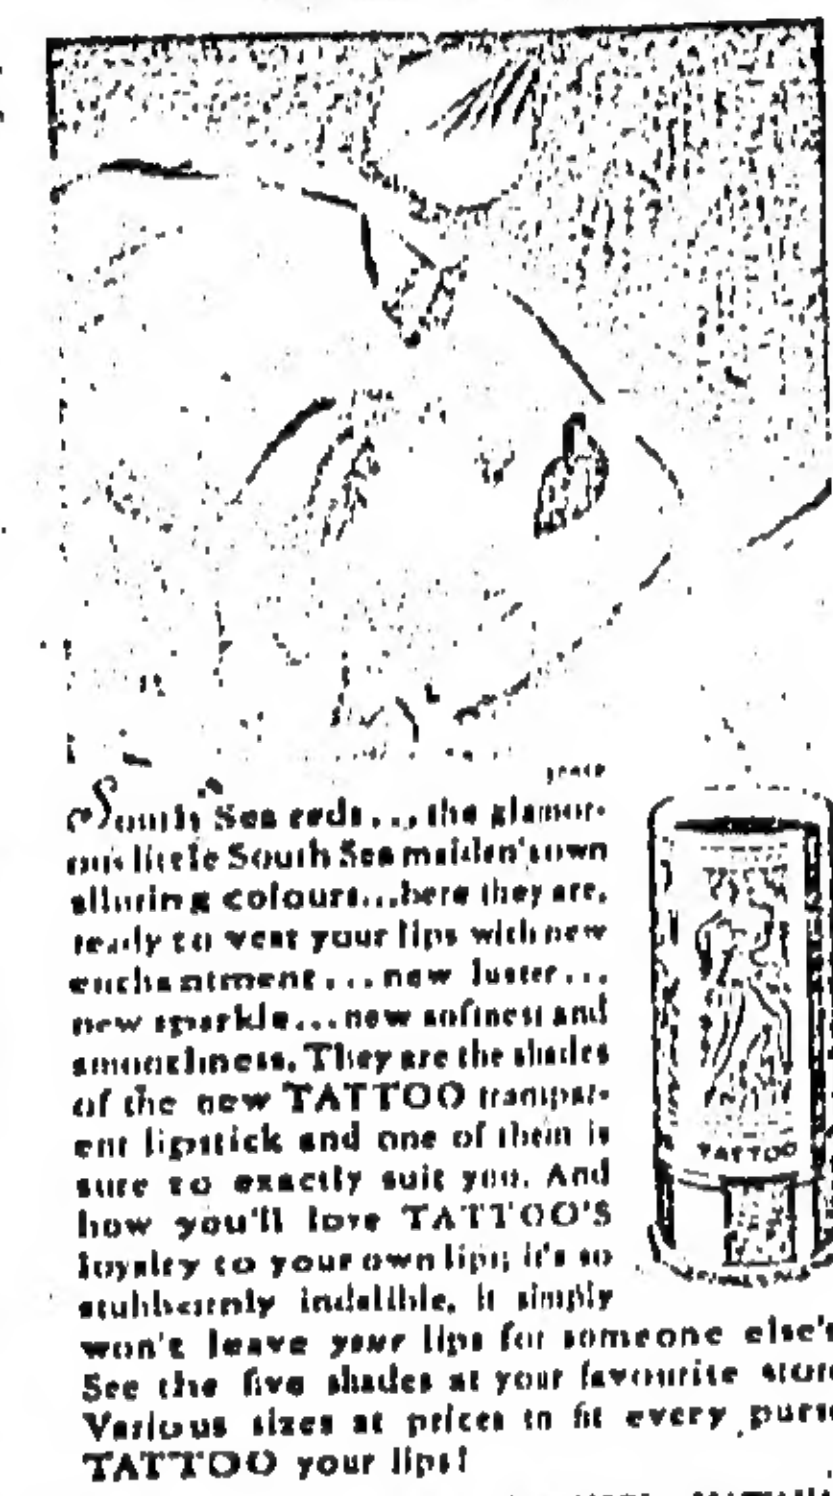 South Sea reds... the glamor-
ous little South Sea maiden's own
alluring colours...here they are,
ready to vest your lips with new
enchantment...new luster...
new sparkle...new softness and
smoothness. They are the shades
of the new TATTOO transpar-
ent lipstick and one of them is
sure to exactly suit you. And
how you'll love TATTOO'S
loyalty to your own lips; it's so
stubbornly indelible, it simply
won't leave your lips for someone else's
See the five shades at your favourite store
Various sizes at prices to fit every purse
TATTOO your lips!
TATTOO